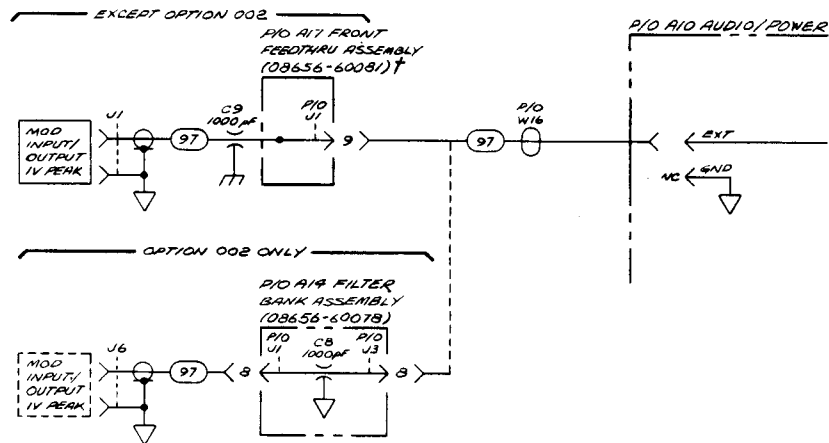 EXCEPT OPTION 002
P/O A17 FRONT
FEEDTHRU ASSEMBLY
(08656-60081)†
P/O A10 AUDIO/POWER
MOD
INPUT/
OUTPUT
1V PEAK
J1
97
C9
1000pF
P/O
J1
9
97
P/O
W16
EXT
NC
GND
OPTION 002 ONLY
P/O A14 FILTER
BANK ASSEMBLY
(08656-60078)
MOD
INPUT/
OUTPUT
1V PEAK
J6
97
8
P/O
J1
C8
1000pF
P/O
J3
8